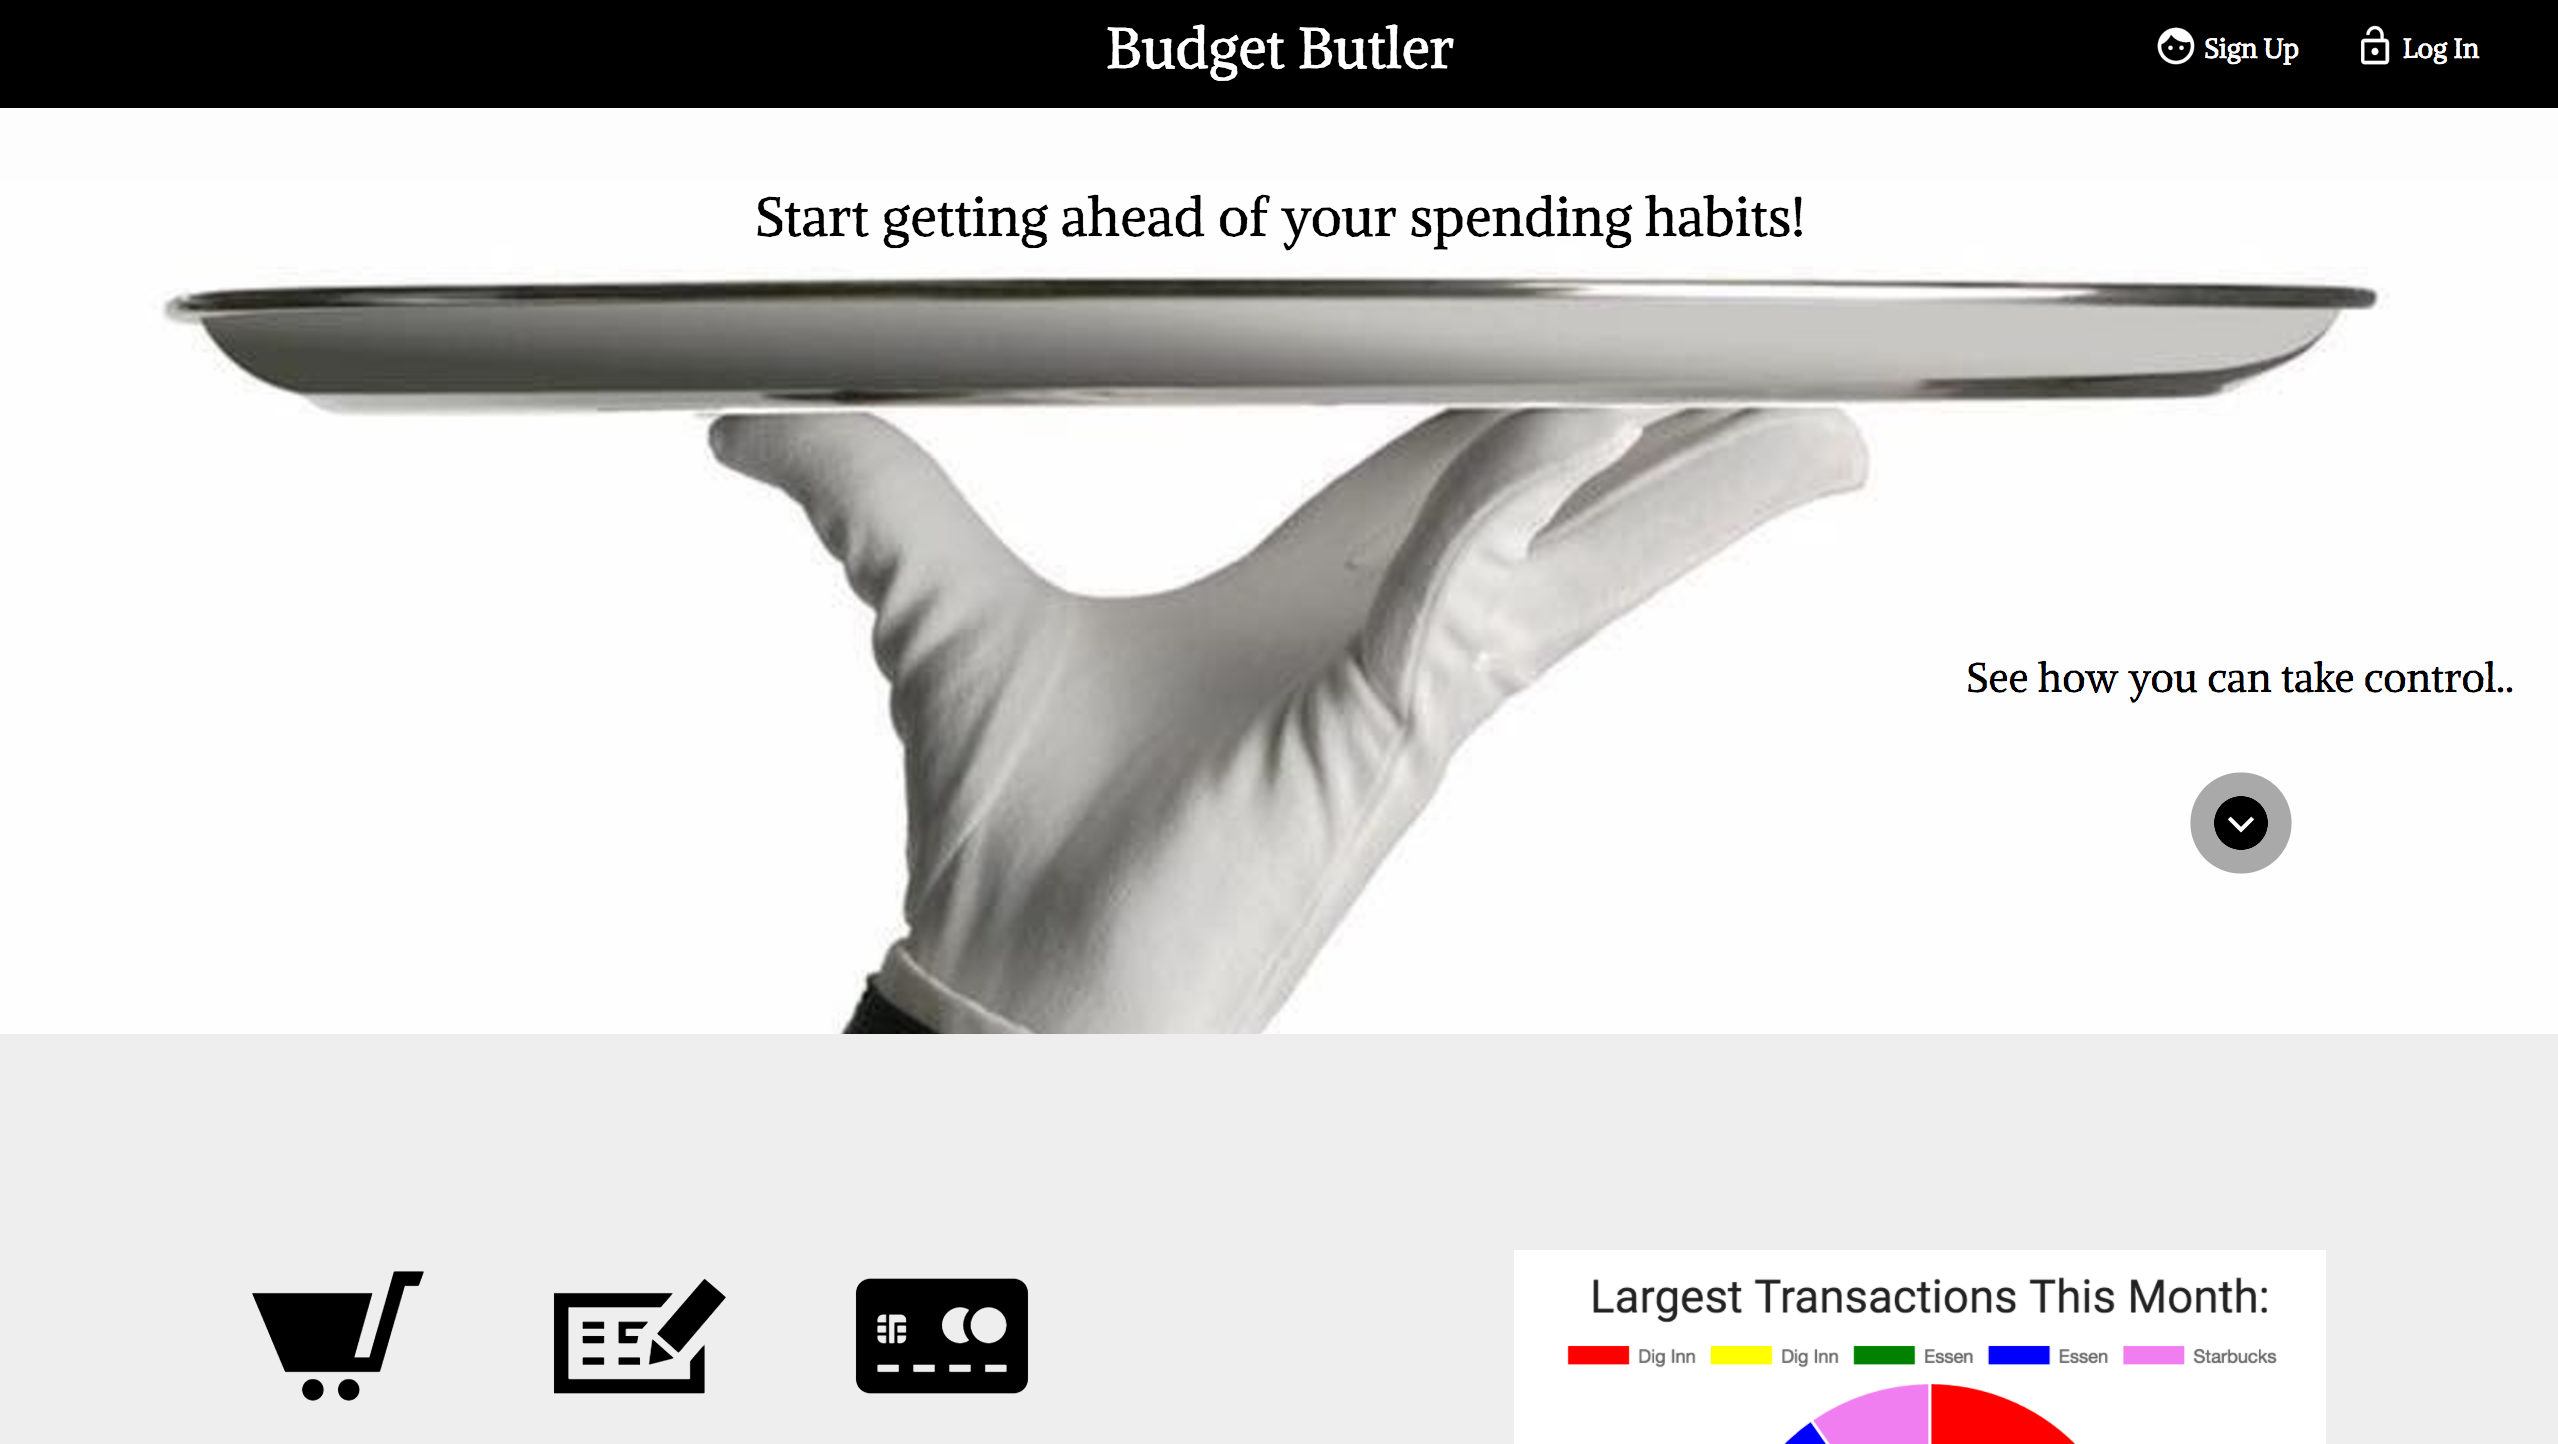 Budget Butler
Sign Up
Log In
Start getting ahead of your spending habits!
See how you can take control..
Largest Transactions This Month:
Dig Inn Dig Inn Essen Essen Starbucks